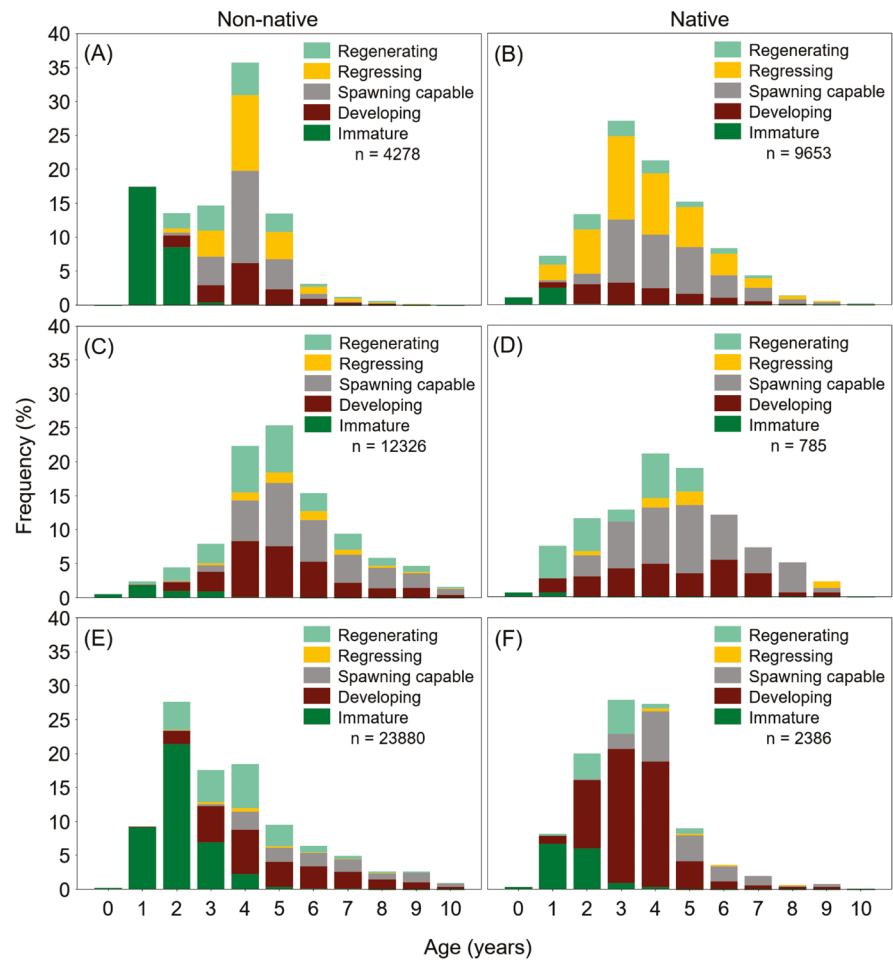 Non-native
Native
Frequency (%)
(A)
Regenerating
Regressing
Spawning capable
Developing
Immature
n = 4278
40
35
30
25
20
15
10
5
0
(B)
Regenerating
Regressing
Spawning capable
Developing
Immature
n = 9653
(C)
Regenerating
Regressing
Spawning capable
Developing
Immature
n = 12326
40
35
30
25
20
15
10
5
0
(D)
Regenerating
Regressing
Spawning capable
Developing
Immature
n = 785
(E)
Regenerating
Regressing
Spawning capable
Developing
Immature
n = 23880
40
35
30
25
20
15
10
5
0
0 1 2 3 4 5 6 7 8 9 10
(F)
Regenerating
Regressing
Spawning capable
Developing
Immature
n = 2386
0 1 2 3 4 5 6 7 8 9 10
Age (years)